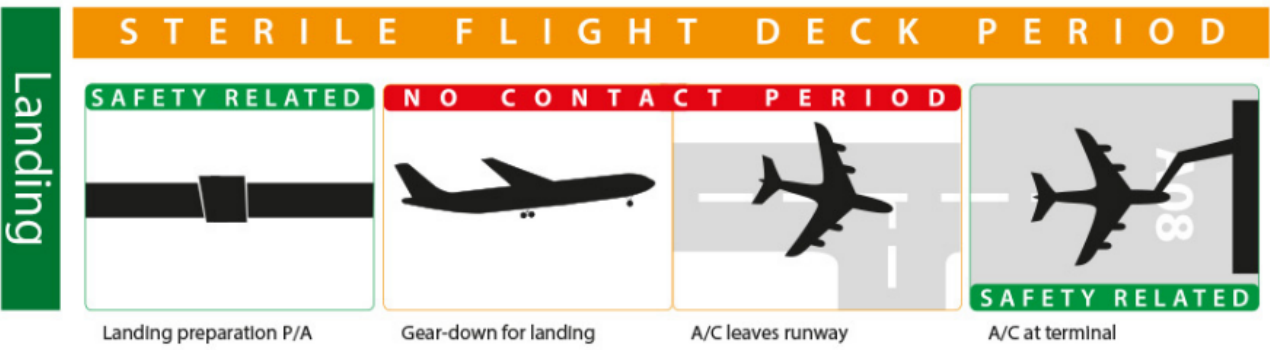 STERILE FLIGHT DECK PERIOD
Landing
SAFETY RELATED
NO CONTACT PERIOD
A08
SAFETY RELATED
Landing preparation P/A
Gear-down for landing
A/C leaves runway
A/C at terminal